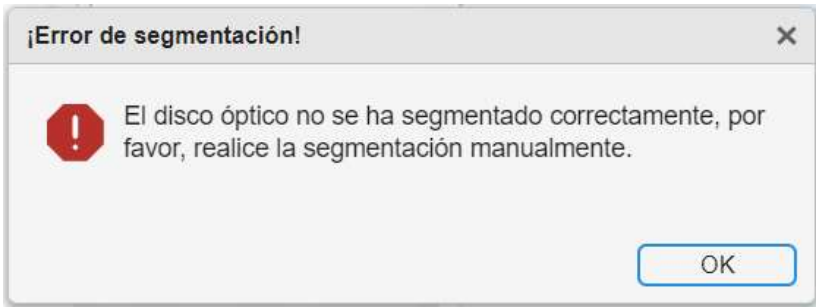 ¡Error de segmentación!
El disco óptico no se ha segmentado correctamente, por
favor, realice la segmentación manualmente.
OK